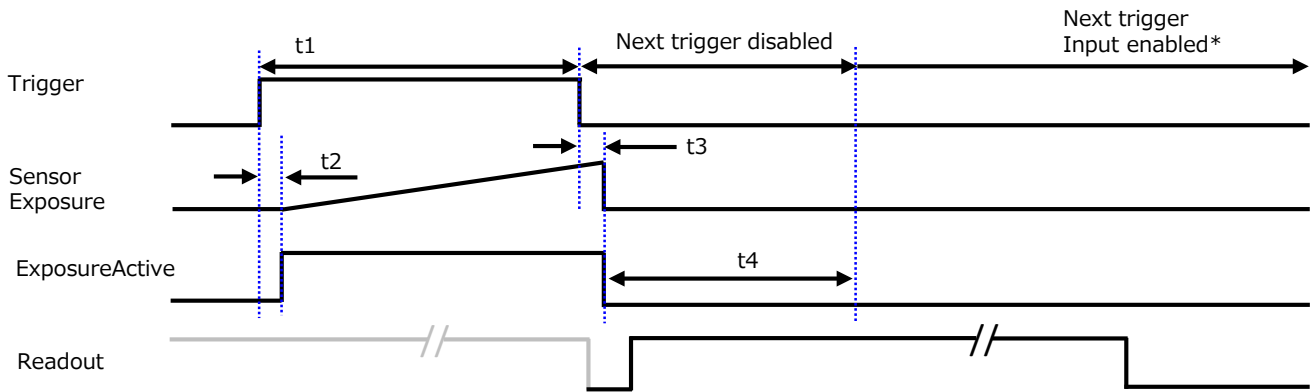 t1
Next trigger disabled
Next trigger
Input enabled*
Trigger
t2
t3
Sensor
Exposure
ExposureActive
t4
Readout